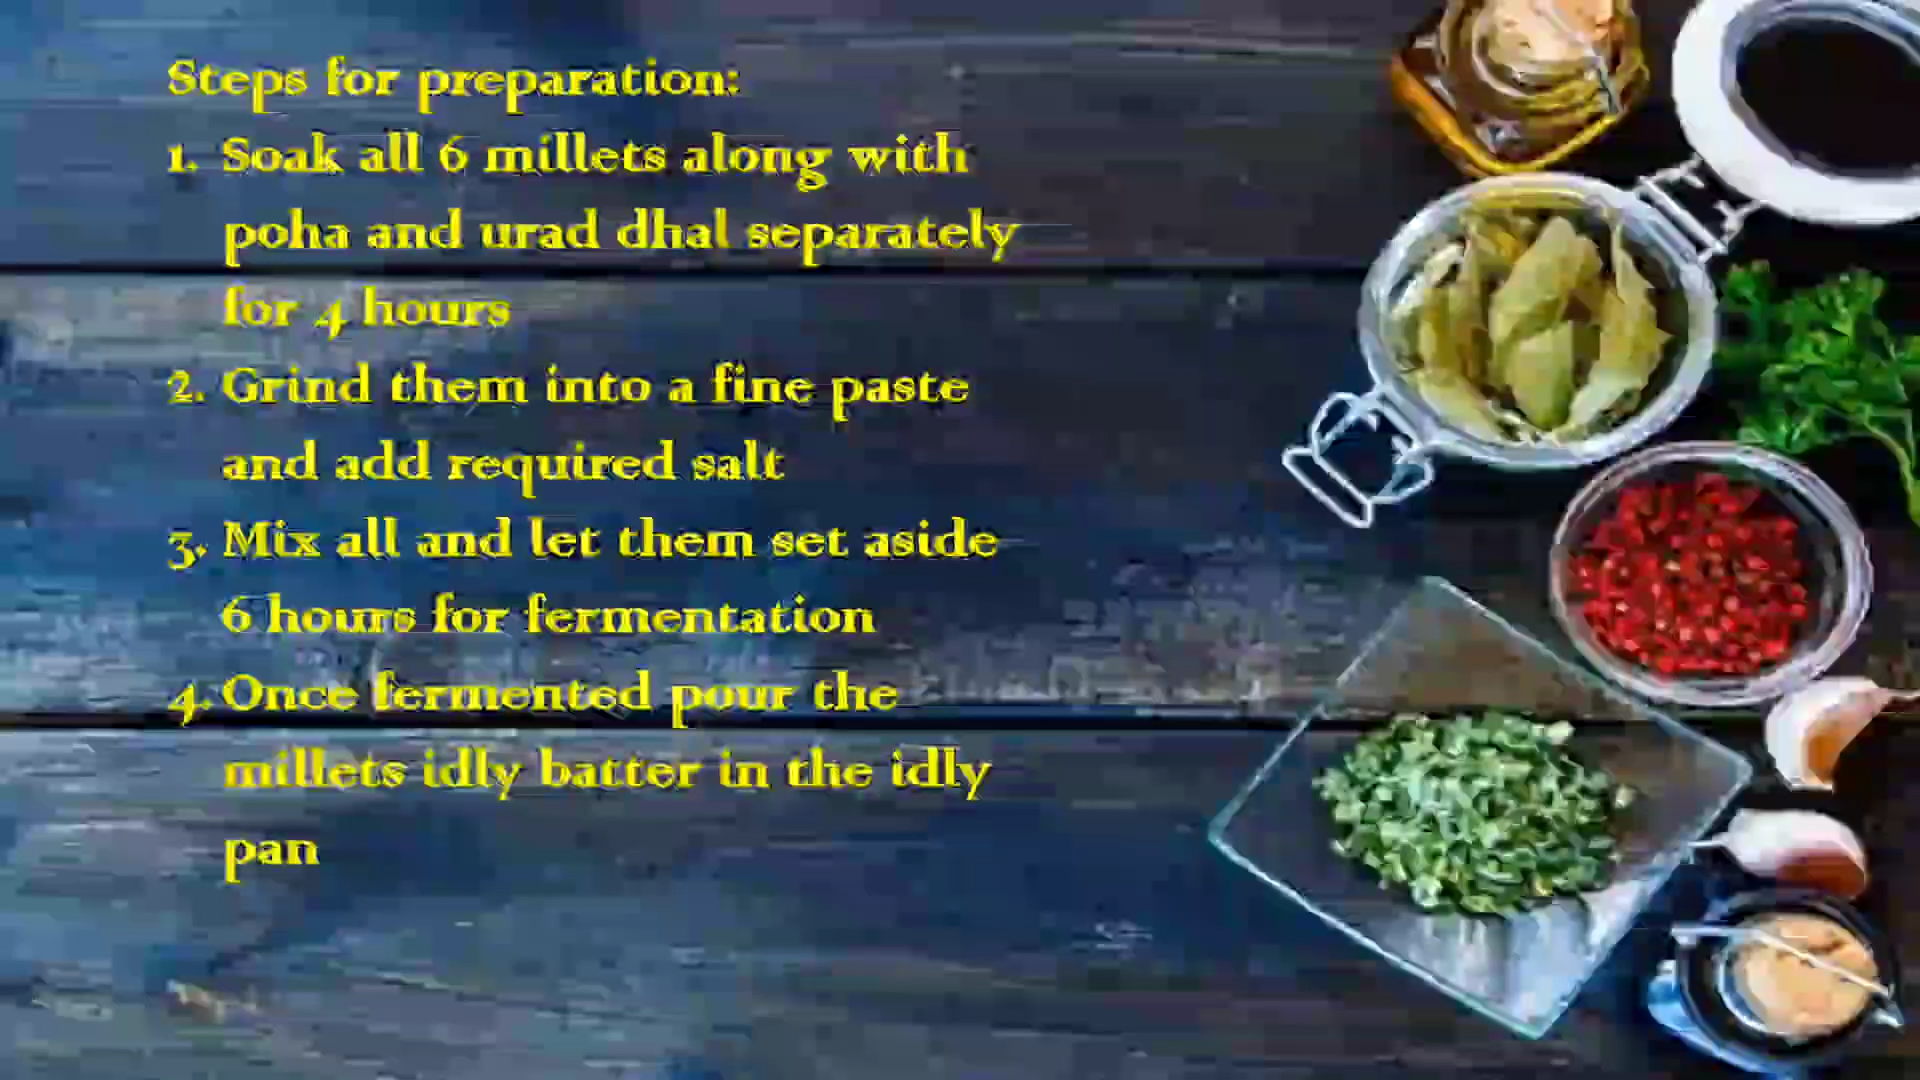 Steps for preparation:
1. Soak all 6 millets along with
poha and urad dhal separately
for 4 hours
2. Grind them into a fine paste
and add required salt
3. Mix all and let them set aside
6 hours for fermentation
4. Once fermented pour the
millets idly batter in the idly
pan